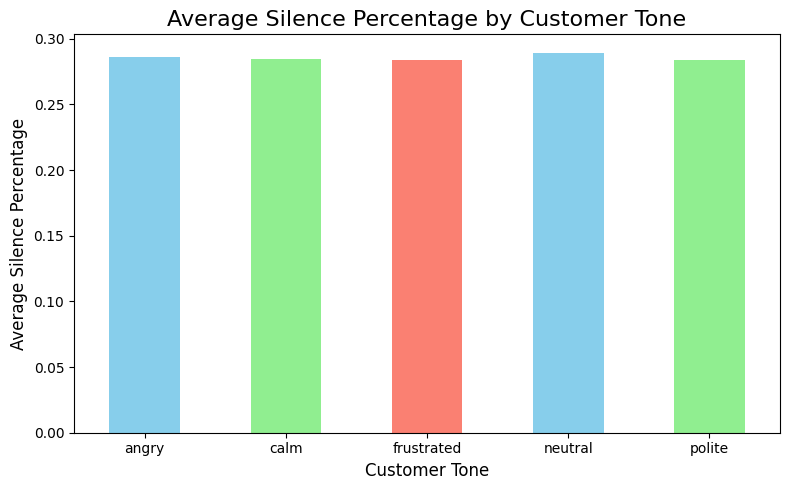 Average Silence Percentage by Customer Tone
Average Silence Percentage
0.30
0.25
0.20
0.15
0.10
0.05
0.00
angry calm frustrated neutral polite
Customer Tone